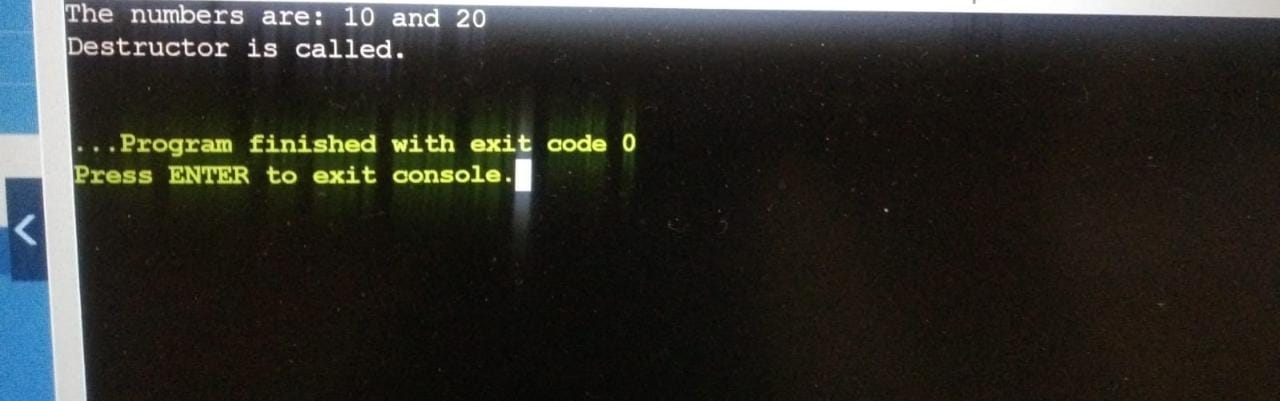 The numbers are: 10 and 20
Destructor is called.
...Program finished with exit code 0
Press ENTER to exit console.